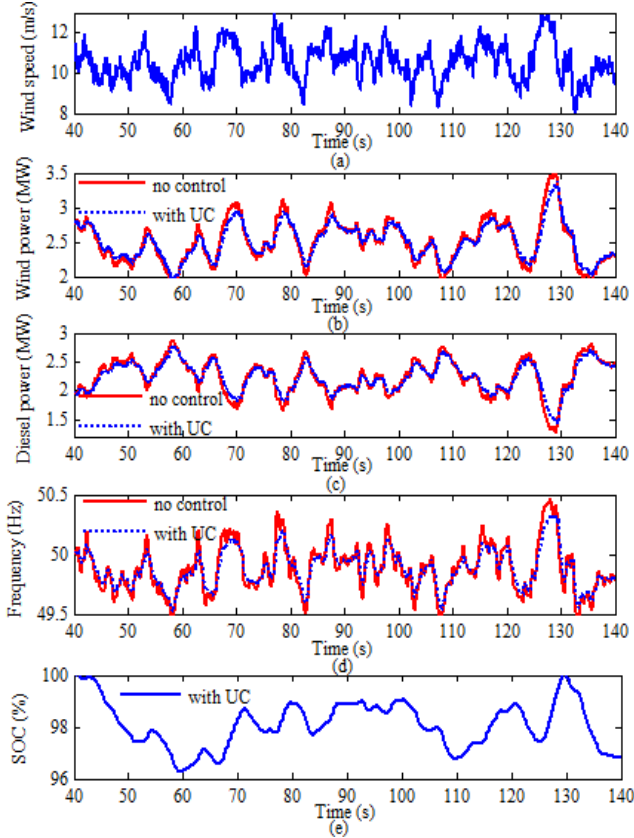 Wind speed (m/s)
12
10
8
40 50 60 70 80 90 100 110 120 130 140
Time (s)
(a)
Wind power (MW)
3.5
3
2.5
2
no control
with UC
40 50 60 70 80 90 100 110 120 130 140
Time (s)
(b)
Diesel power (MW)
3
2.5
2
1.5
no control
with UC
40 50 60 70 80 90 100 110 120 130 140
Time (s)
(c)
Frequency (Hz)
50.5
50
49.5
no control
with UC
40 50 60 70 80 90 100 110 120 130 140
Time (s)
(d)
SOC (%)
100
98
96
with UC
40 50 60 70 80 90 100 110 120 130 140
Time (s)
(e)